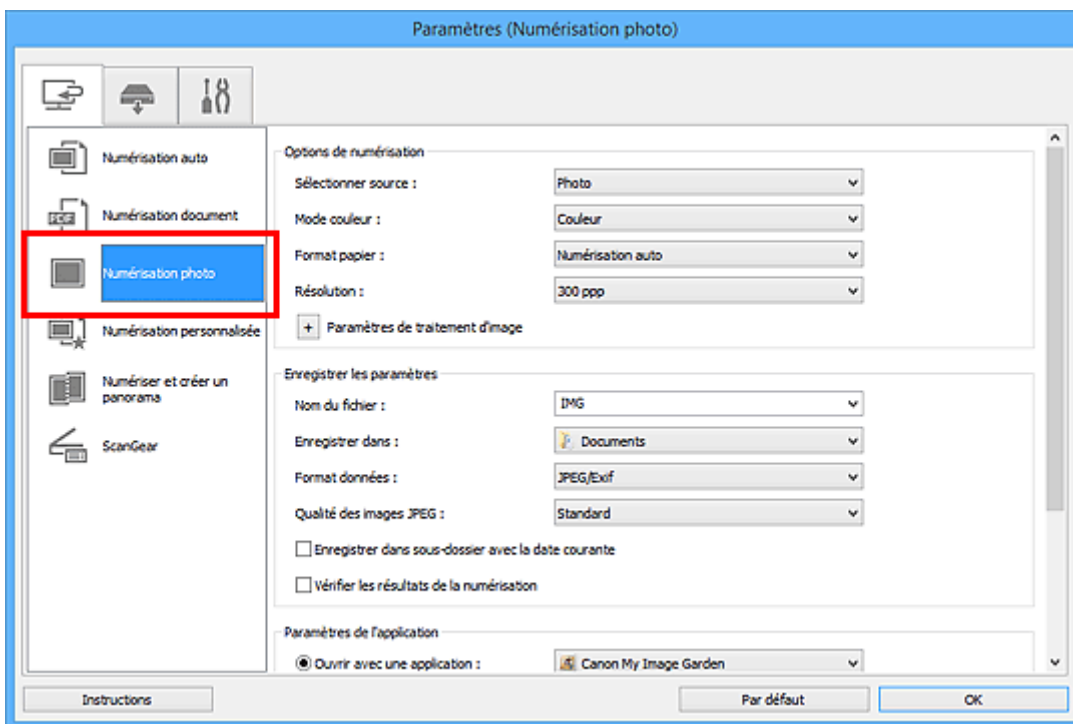 Paramètres (Numérisation photo)
Numérisation auto
PDF
Numérisation document
Numérisation photo
Numérisation personnalisée
Numériser et créer un
panorama
ScanGear
Options de numérisation
Sélectionner source : Photo
Mode couleur : Couleur
Format papier : Numérisation auto
Résolution : 300 ppp
+ Paramètres de traitement d'image
Enregistrer les paramètres
Nom du fichier : IMG
Enregistrer dans : Documents
Format données : JPEG/Exif
Qualité des images JPEG : Standard
Enregistrer dans sous-dossier avec la date courante
Vérifier les résultats de la numérisation
Paramètres de l'application
Ouvrir avec une application : Canon My Image Garden
Instructions Par défaut OK